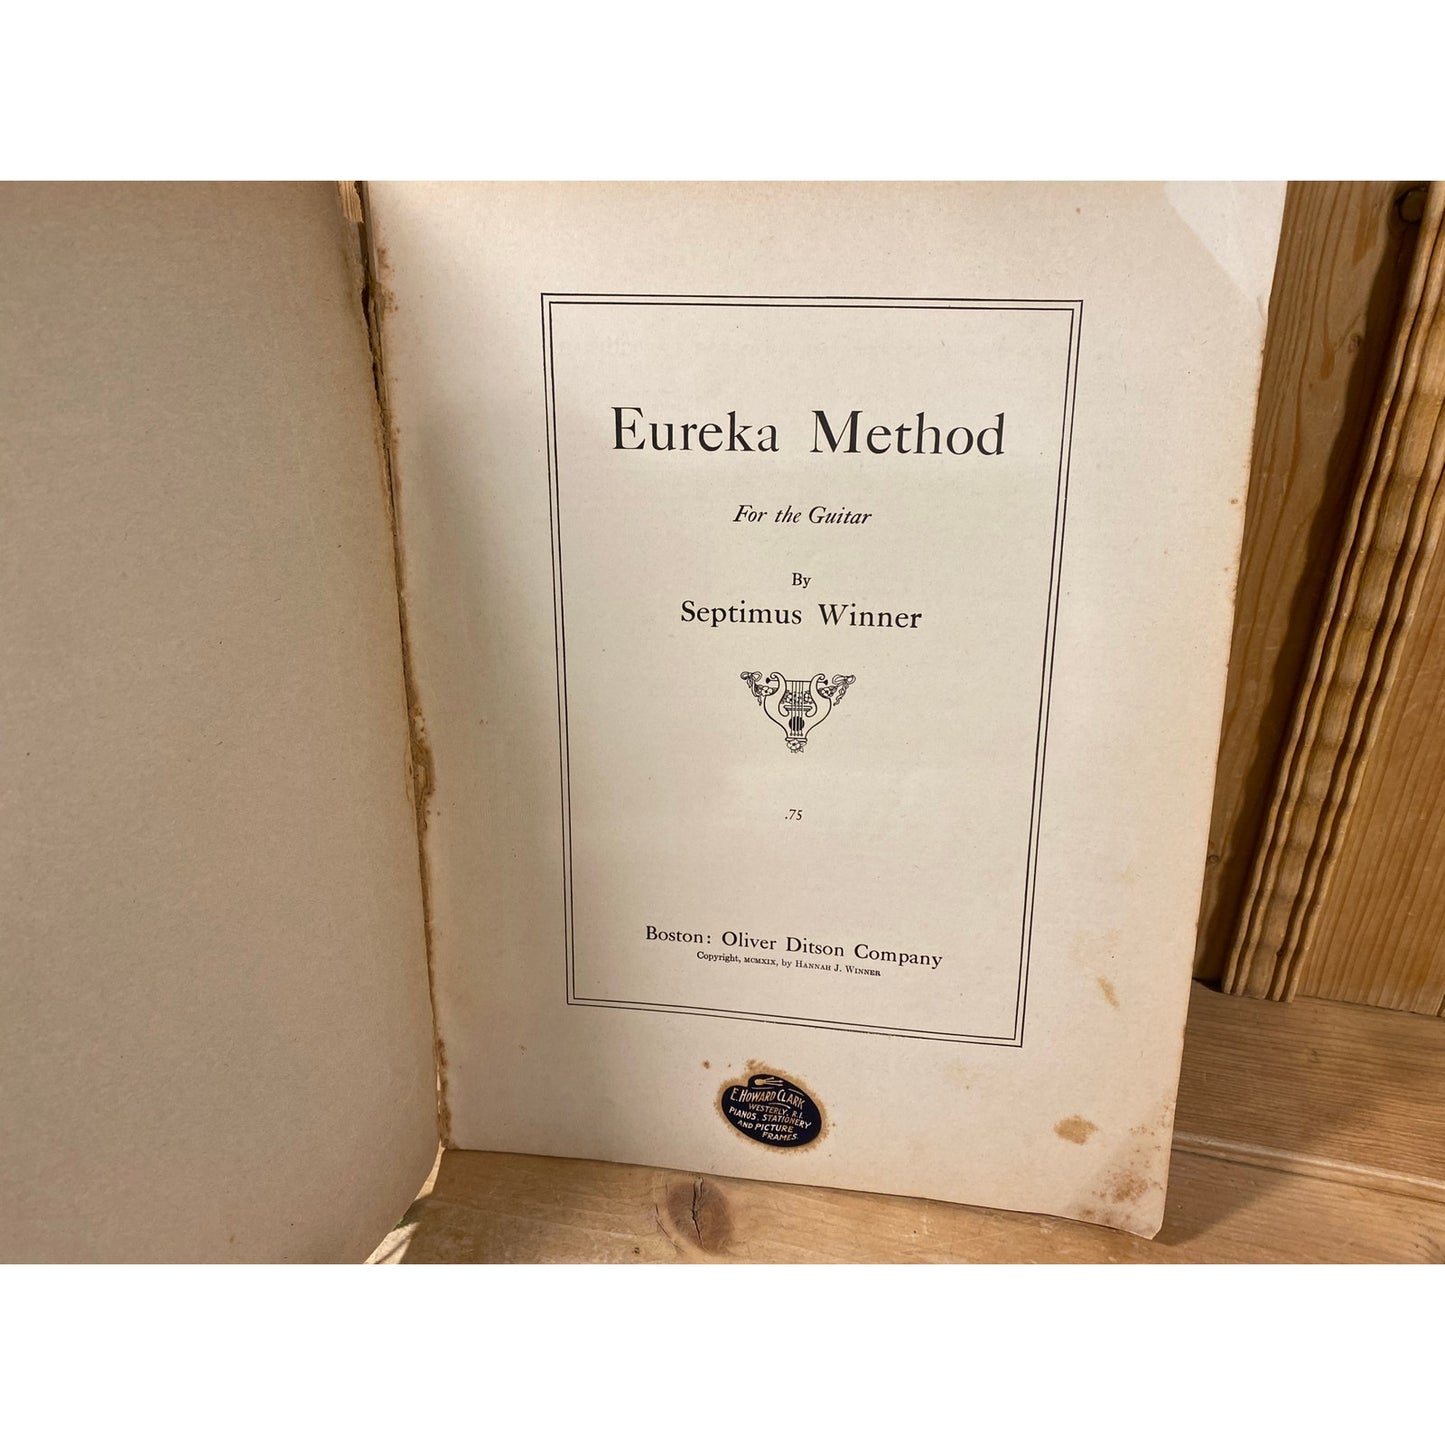 Eureka Method
For the Guitar
By
Septimus Winner
.75
Boston: Oliver Ditson Company
Copyright, MCMXIX, by HANNAH J. WINNER
E. HOWARD CLARK
WESTERLY, R.I.
PIANOS, STATIONERY
AND PICTURE
FRAMES.